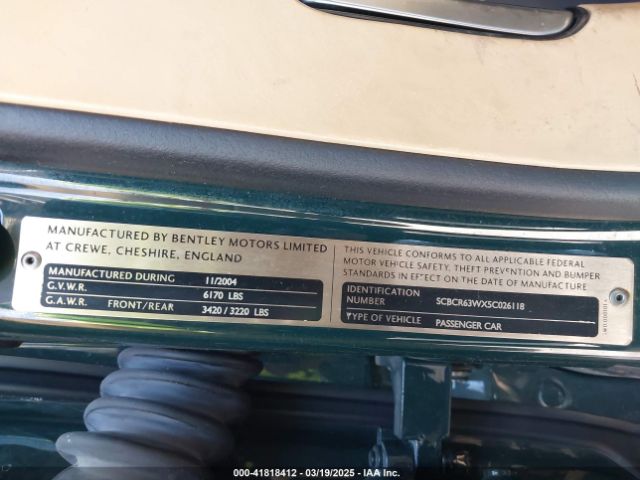 MANUFACTURED BY BENTLEY MOTORS LIMITED
AT CREWE, CHESHIRE, ENGLAND
MANUFACTURED DURING 11/2004
G.V.W.R. 6170 LBS
G.A.W.R. FRONT/REAR 3420 / 3220 LBS
THIS VEHICLE CONFORMS TO ALL APPLICABLE FEDERAL
MOTOR VEHICLE SAFETY, THEFT PREVENTION AND BUMPER
STANDARDS IN EFFECT ON THE DATE OF MANUFACTURE
IDENTIFICATION
NUMBER SCBCR63WX5C026118
TYPE OF VEHICLE PASSENGER CAR
000-41818412 — 03/19/2025 — IAA Inc.